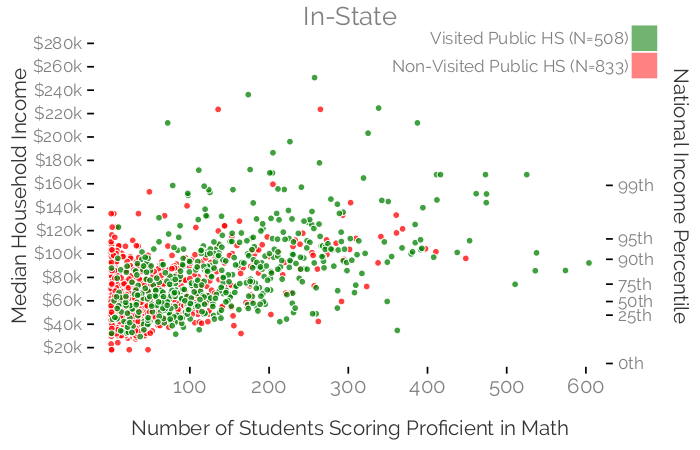 In-State
Visited Public HS (N=508)
Non-Visited Public HS (N=833)
Median Household Income
$280k
$260k
$240k
$220k
$200k
$180k
$160k
$140k
$120k
$100k
$80k
$60k
$40k
$20k
National Income Percentile
99th
95th
90th
75th
50th
25th
0th
100 200 300 400 500 600
Number of Students Scoring Proficient in Math